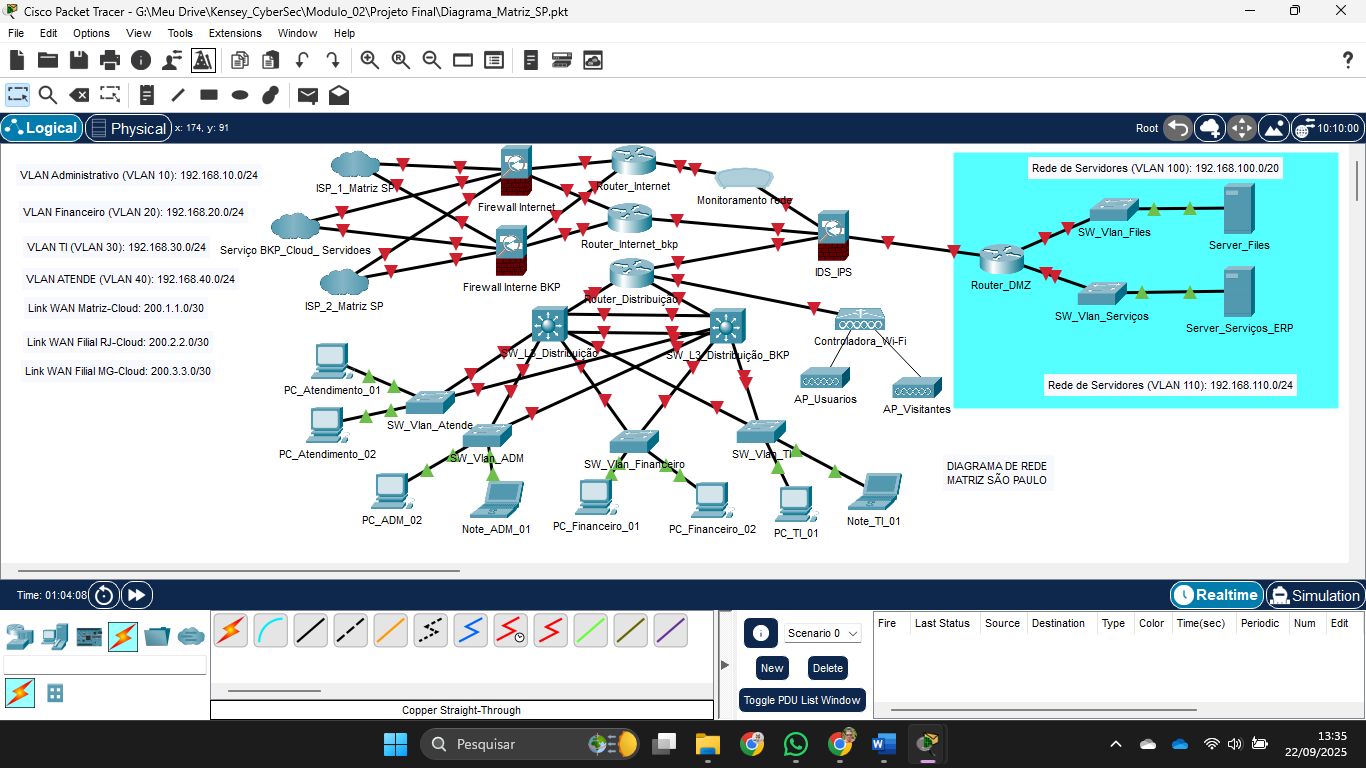 Cisco Packet Tracer - G:\Meu Drive\Kensey_CyberSec\Modulo_02\Projeto Final\Diagrama_Matriz_SP.pkt
File Edit Options View Tools Extensions Window Help
Logical Physical x: 174, y: 91 Root 10:10:00
VLAN Administrativo (VLAN 10): 192.168.10.0/24
VLAN Financeiro (VLAN 20): 192.168.20.0/24
VLAN TI (VLAN 30): 192.168.30.0/24
VLAN ATENDE (VLAN 40): 192.168.40.0/24
Link WAN Matriz-Cloud: 200.1.1.0/30
Link WAN Filial RJ-Cloud: 200.2.2.0/30
Link WAN Filial MG-Cloud: 200.3.3.0/30
ISP_1_Matriz SP
Serviço BKP_Cloud_ Servidoes
ISP_2_Matriz SP
Firewall Internet
Firewall Interne BKP
Router_Internet
Router_Internet_bkp
Router_Distribuição
Monitoramento rede
IDS_IPS
Rede de Servidores (VLAN 100): 192.168.100.0/20
SW_Vlan_Files
Server_Files
Router_DMZ
SW_Vlan_Serviços
Server_Serviços_ERP
Rede de Servidores (VLAN 110): 192.168.110.0/24
SW_L3_Distribuição
SW_L3_Distribuição_BKP
Controladora_Wi-Fi
AP_Usuarios
AP_Visitantes
PC_Atendimento_01
SW_Vlan_Atende
PC_Atendimento_02
SW_Vlan_ADM
SW_Vlan_Financeiro
SW_Vlan_TI
PC_ADM_02
Note_ADM_01
PC_Financeiro_01
PC_Financeiro_02
PC_TI_01
Note_TI_01
DIAGRAMA DE REDE
MATRIZ SÃO PAULO
Time: 01:04:08 Realtime Simulation
Scenario 0
New Delete
Toggle PDU List Window
Fire Last Status Source Destination Type Color Time(sec) Periodic Num Edit
Copper Straight-Through
Pesquisar
13:35
22/09/2025